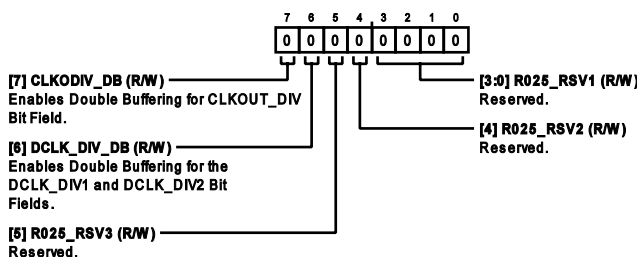 7 6 5 4 3 2 1 0
0 0 0 0 0 0 0 0
[7] CLKODIV_DB (R/W)
Enables Double Buffering for CLKOUT_DIV
Bit Field.
[6] DCLK_DIV_DB (R/W)
Enables Double Buffering for the
DCLK_DIV1 and DCLK_DIV2 Bit
Fields.
[5] R025_RSV3 (R/W)
Reserved.
[3:0] R025_RSV1 (R/W)
Reserved.
[4] R025_RSV2 (R/W)
Reserved.